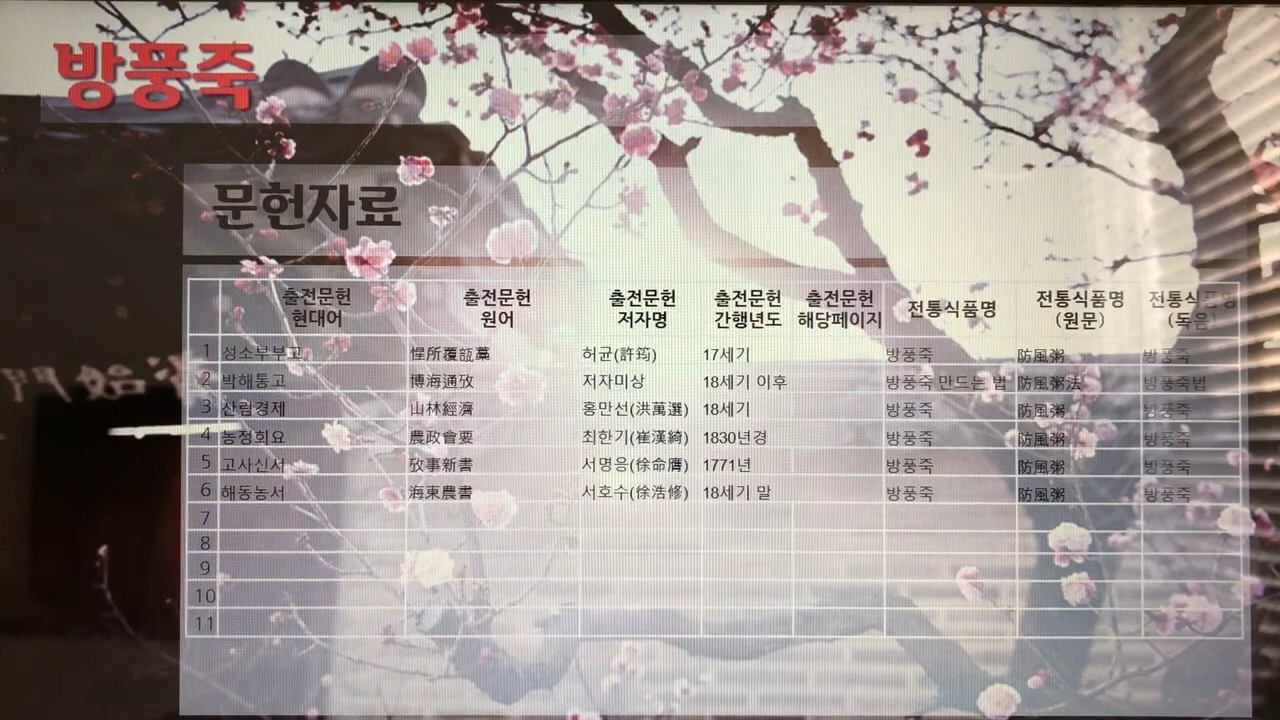 방풍죽
문헌자료
출전문헌 현대어 출전문헌 원어 출전문헌 저자명 출전문헌 간행년도 출전문헌 해당페이지 전통식품명 전통식품명 (원문) 전통식품명 (독음)
1 성소부부고 惺所覆瓿藁 허균(許筠) 17세기 방풍죽 防風粥 방풍죽
2 박해통고 博海通攷 저자미상 18세기 이후 방풍죽 만드는 법 防風粥法 방풍죽법
3 산림경제 山林經濟 홍만선(洪萬選) 18세기 방풍죽 防風粥 방풍죽
4 농정회요 農政會要 최한기(崔漢綺) 1830년경 방풍죽 防風粥 방풍죽
5 고사신서 攷事新書 서명응(徐命膺) 1771년 방풍죽 防風粥 방풍죽
6 해동농서 海東農書 서호수(徐浩修) 18세기 말 방풍죽 防風粥 방풍죽
7
8
9
10
11